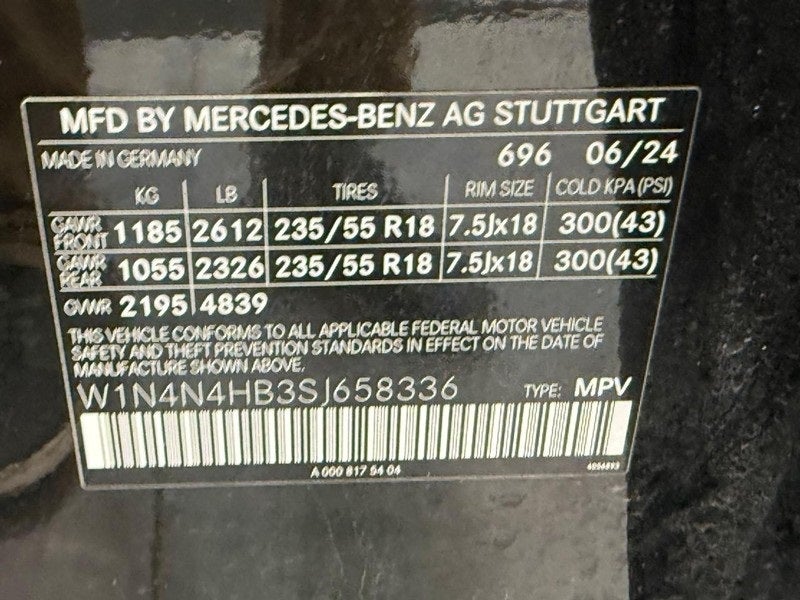 MFD BY MERCEDES-BENZ AG STUTTGART
MADE IN GERMANY 696 06/24
KG LB TIRES RIM SIZE COLD KPA (PSI)
GAWR FRONT 1185 2612 235/55 R18 7.5Jx18 300(43)
GAWR REAR 1055 2326 235/55 R18 7.5Jx18 300(43)
GVWR 2195 4839
THIS VEHICLE CONFORMS TO ALL APPLICABLE FEDERAL MOTOR VEHICLE
SAFETY AND THEFT PREVENTION STANDARDS IN EFFECT ON THE DATE OF
MANUFACTURE SHOWN ABOVE.
W1N4N4HB3SJ658336 TYPE: MPV
A 000 817 54 04